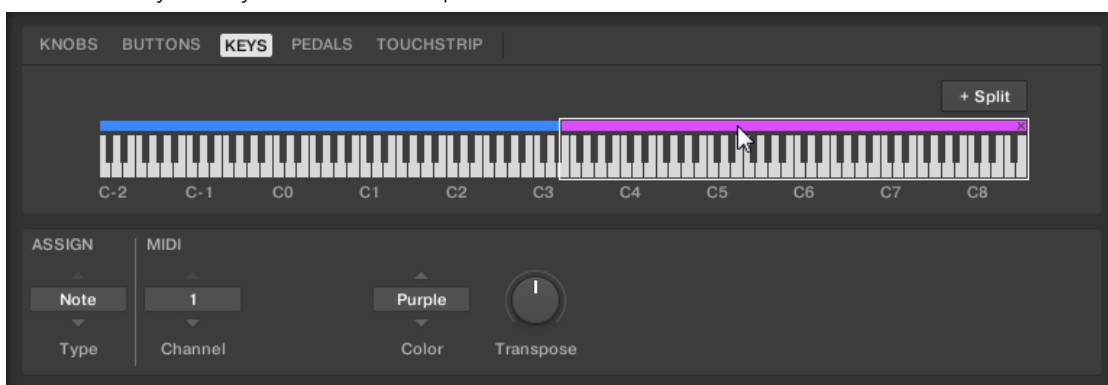 KNOBS BUTTONS KEYS PEDALS TOUCHSTRIP
+ Split
x
C-2 C-1 C0 C1 C2 C3 C4 C5 C6 C7 C8
ASSIGN MIDI
Note 1 Purple
Type Channel Color Transpose